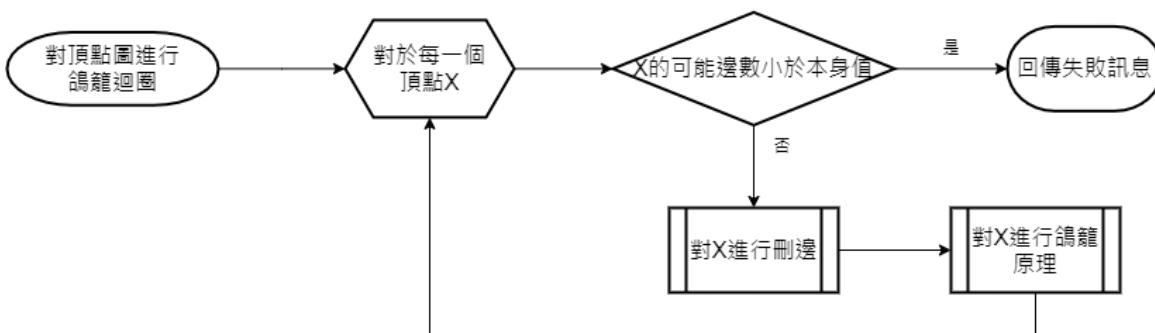 對頂點圖進行
鴿籠迴圈
對於每一個
頂點X
X的可能邊數小於本身值
是
回傳失敗訊息
否
對X進行刪邊
對X進行鴿籠
原理